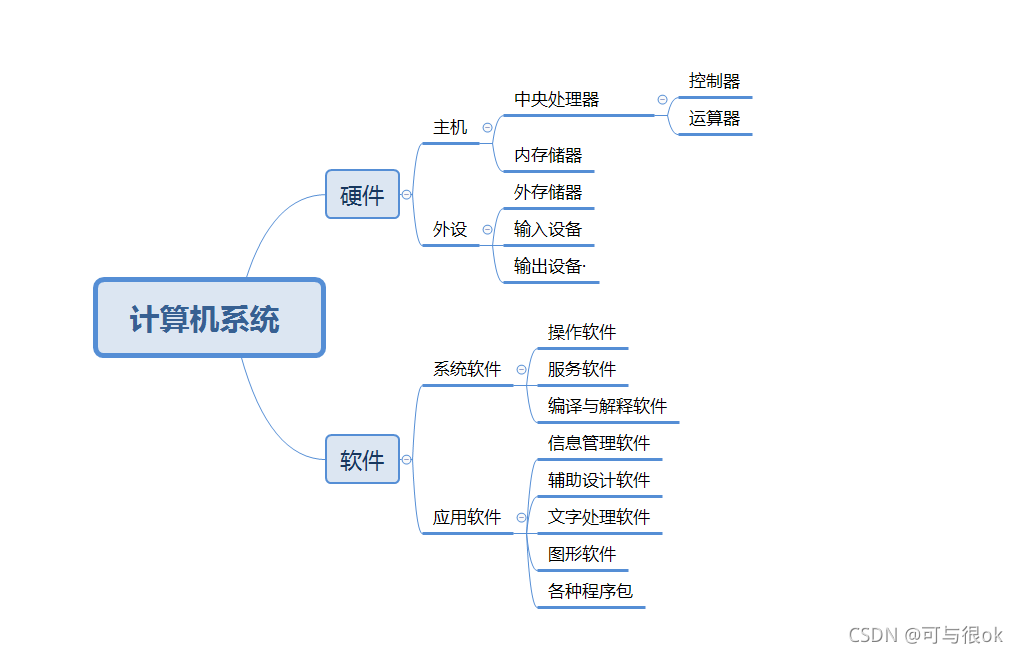 计算机系统
硬件
主机
中央处理器
控制器
运算器
内存储器
外设
外存储器
输入设备
输出设备·
软件
系统软件
操作软件
服务软件
编译与解释软件
应用软件
信息管理软件
辅助设计软件
文字处理软件
图形软件
各种程序包
CSDN @可与很ok